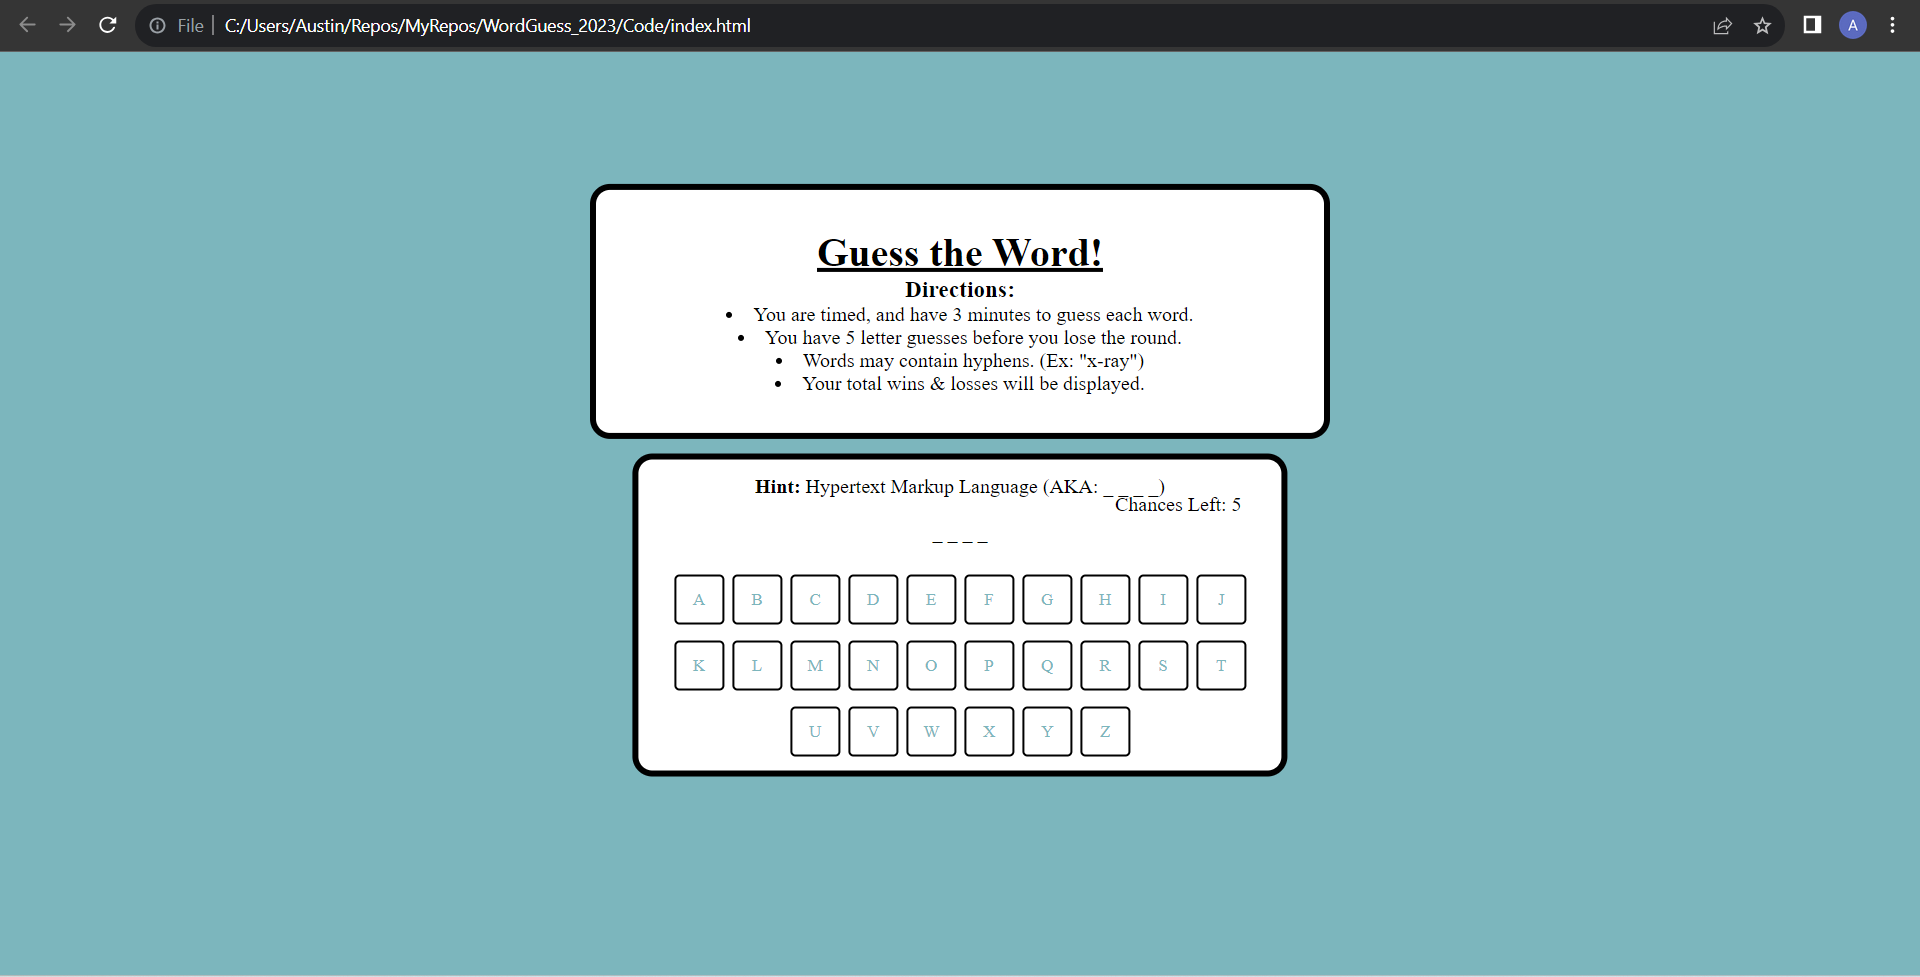 File C:/Users/Austin/Repos/MyRepos/WordGuess_2023/Code/index.html A
Guess the Word!
Directions:
• You are timed, and have 3 minutes to guess each word.
• You have 5 letter guesses before you lose the round.
• Words may contain hyphens. (Ex: "x-ray")
• Your total wins & losses will be displayed.
Hint: Hypertext Markup Language (AKA: _ _ _ _)
Chances Left: 5
_ _ _ _
A B C D E F G H I J
K L M N O P Q R S T
U V W X Y Z